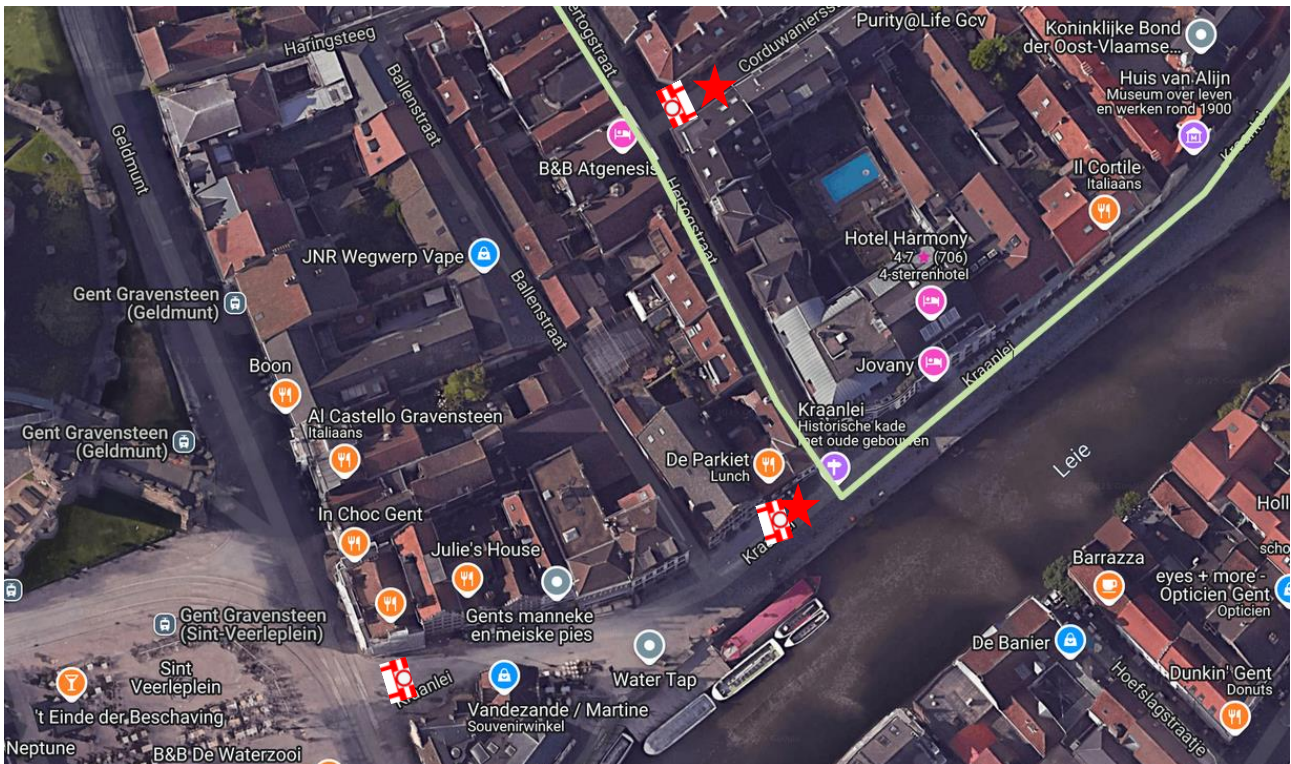 Haringsteeg
Hertogstraat
Corduwaniersst
Purity@Life Gcv
Koninklijke Bond
der Oost-Vlaamse...
Huis van Alijn
Museum over leven
en werken rond 1900
Ballenstraat
Geldmunt
B&B Atgenesis
Hertogstraat
Il Cortile
Italiaans
JNR Wegwerp Vape
Hotel Harmony
4,7 ★ (706)
4-sterrenhotel
Gent Gravensteen
(Geldmunt)
Ballenstraat
Boon
Jovany
Kraanlei
Al Castello Gravensteen
Italiaans
Kraanlei
Historische kade
met oude gebouwen
Gent Gravensteen
(Geldmunt)
De Parkiet
Lunch
Leie
In Choc Gent
Julie's House
Barrazza
eyes + more -
Opticien Gent
Opticien
Gents manneke
en meiske pies
Gent Gravensteen
(Sint-Veerleplein)
De Banier
Sint
Veerleplein
Water Tap
Kraanlei
Hoefslagstraatje
Dunkin' Gent
Donuts
Vandezande / Martine
Souvenirwinkel
't Einde der Beschaving
Neptune
B&B De Waterzooi